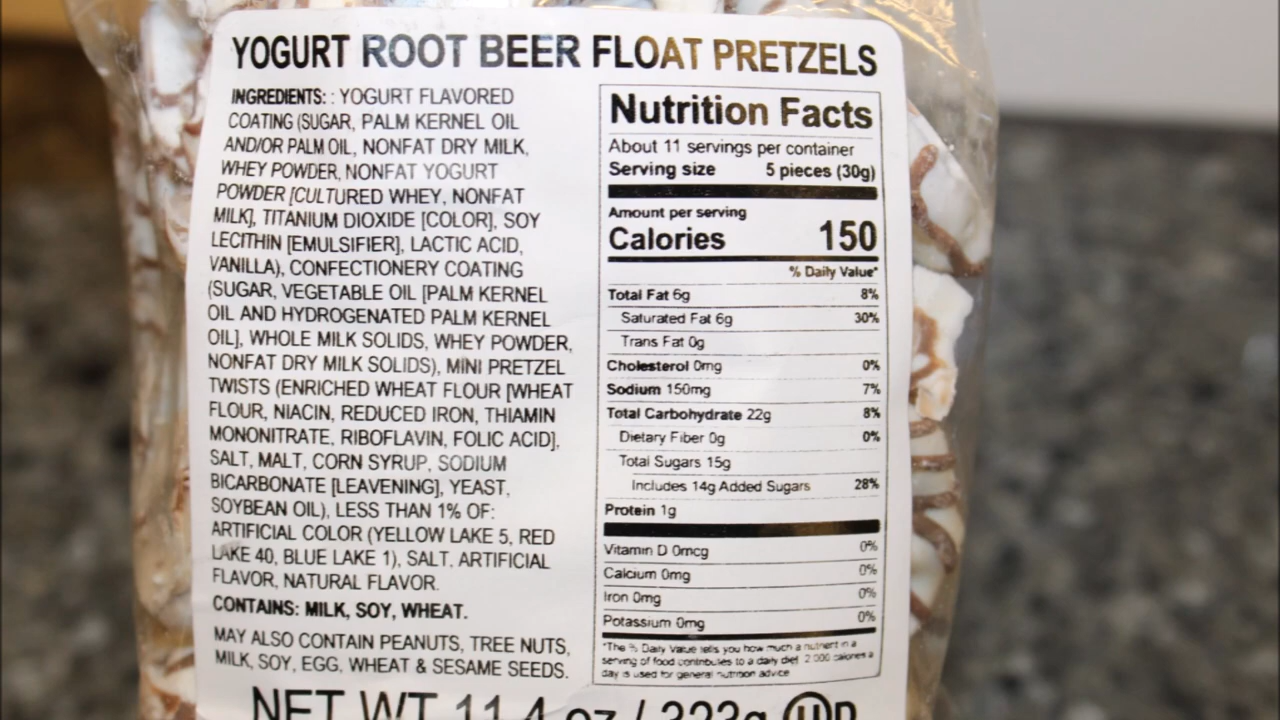 YOGURT ROOT BEER FLOAT PRETZELS
INGREDIENTS: : YOGURT FLAVORED
COATING (SUGAR, PALM KERNEL OIL
AND/OR PALM OIL, NONFAT DRY MILK,
WHEY POWDER, NONFAT YOGURT
POWDER [CULTURED WHEY, NONFAT
MILK], TITANIUM DIOXIDE [COLOR], SOY
LECITHIN [EMULSIFIER], LACTIC ACID,
VANILLA), CONFECTIONERY COATING
(SUGAR, VEGETABLE OIL [PALM KERNEL
OIL AND HYDROGENATED PALM KERNEL
OIL], WHOLE MILK SOLIDS, WHEY POWDER,
NONFAT DRY MILK SOLIDS), MINI PRETZEL
TWISTS (ENRICHED WHEAT FLOUR [WHEAT
FLOUR, NIACIN, REDUCED IRON, THIAMIN
MONONITRATE, RIBOFLAVIN, FOLIC ACID],
SALT, MALT, CORN SYRUP, SODIUM
BICARBONATE [LEAVENING], YEAST,
SOYBEAN OIL), LESS THAN 1% OF:
ARTIFICIAL COLOR (YELLOW LAKE 5, RED
LAKE 40, BLUE LAKE 1), SALT, ARTIFICIAL
FLAVOR, NATURAL FLAVOR.
CONTAINS: MILK, SOY, WHEAT.
MAY ALSO CONTAIN PEANUTS, TREE NUTS,
MILK, SOY, EGG, WHEAT & SESAME SEEDS.
Nutrition Facts
About 11 servings per container
Serving size 5 pieces (30g)
Amount per serving
Calories 150
% Daily Value*
Total Fat 6g 8%
Saturated Fat 6g 30%
Trans Fat 0g
Cholesterol 0mg 0%
Sodium 150mg 7%
Total Carbohydrate 22g 8%
Dietary Fiber 0g 0%
Total Sugars 15g
Includes 14g Added Sugars 28%
Protein 1g
Vitamin D 0mcg 0%
Calcium 0mg 0%
Iron 0mg 0%
Potassium 0mg 0%
*The % Daily Value tells you how much a nutrient in a
serving of food contributes to a daily diet 2,000 calories a
day is used for general nutrition advice
NET WT 11.4 oz / 323g UD